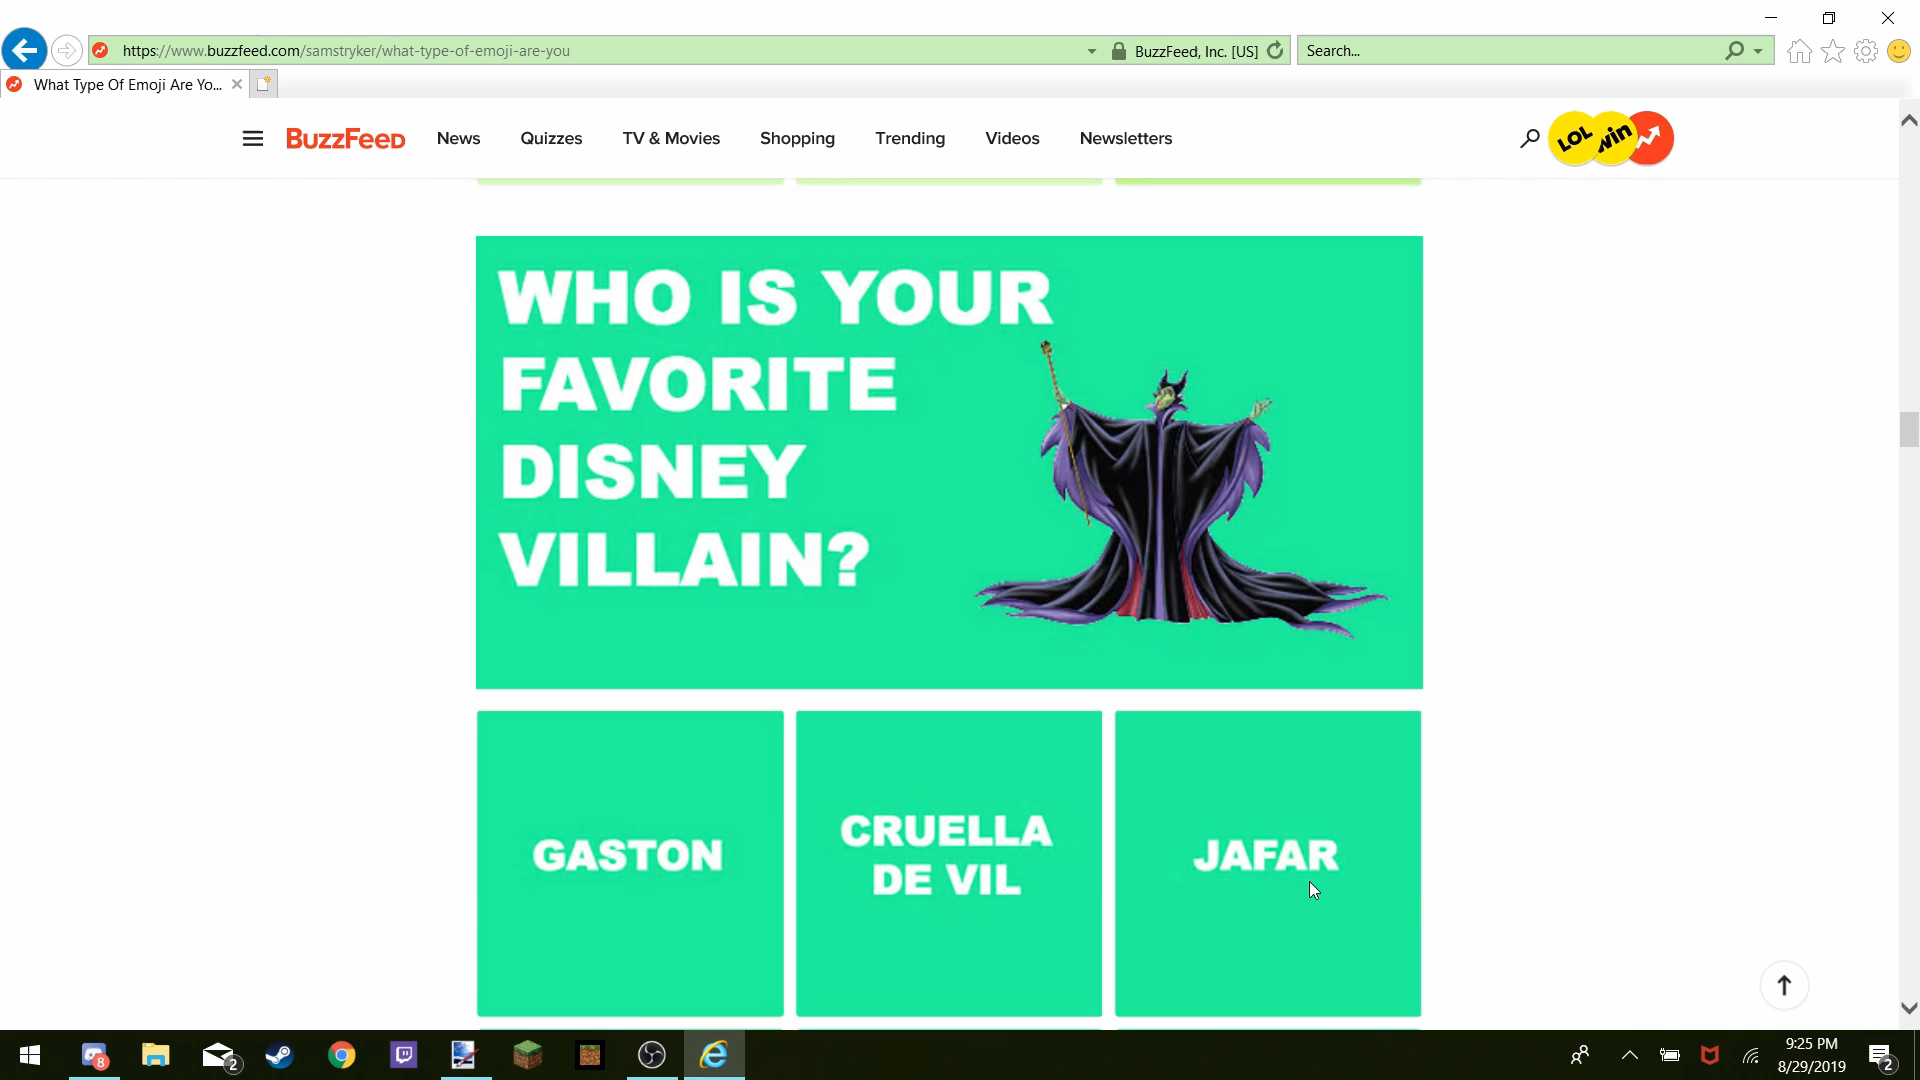 https://www.buzzfeed.com/samstryker/what-type-of-emoji-are-you
BuzzFeed, Inc. [US]
Search...
What Type Of Emoji Are Yo...
BuzzFeed
News
Quizzes
TV & Movies
Shopping
Trending
Videos
Newsletters
LOL
win
WHO IS YOUR
FAVORITE
DISNEY
VILLAIN?
GASTON
CRUELLA
DE VIL
JAFAR
8
2
9:25 PM
8/29/2019
2